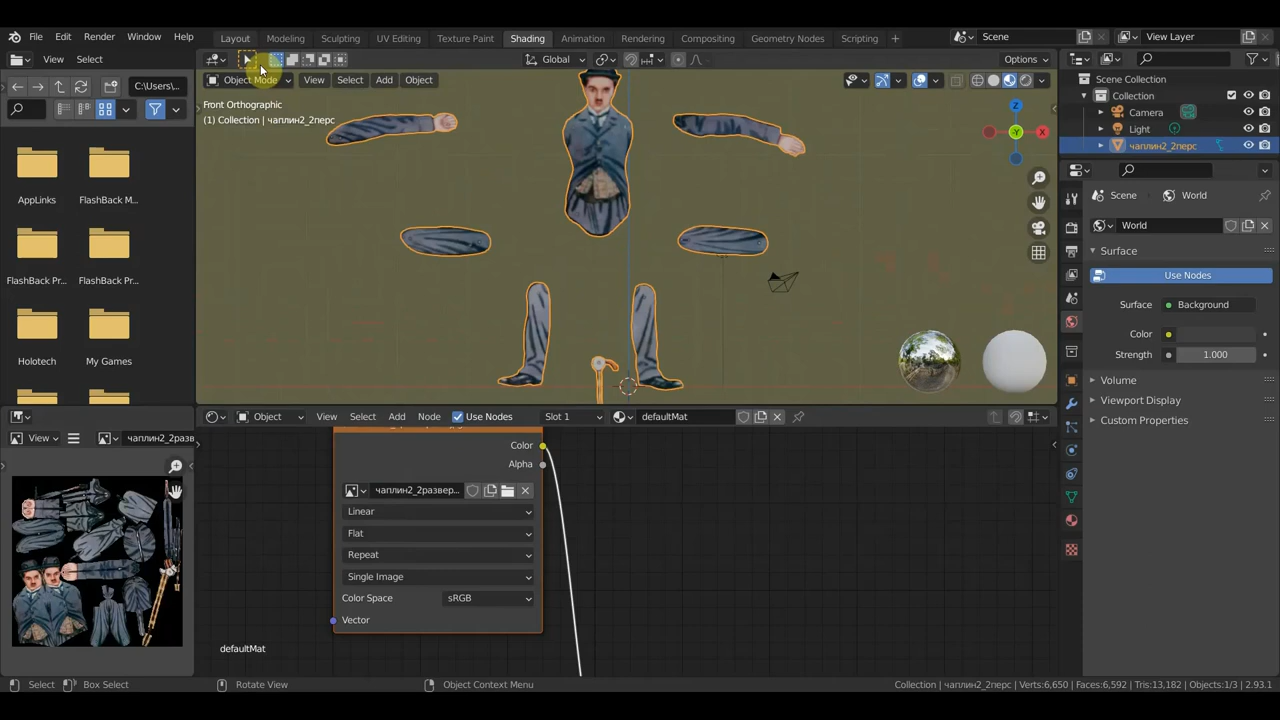 File Edit Render Window Help Layout Modeling Sculpting UV Editing Texture Paint Shading Animation Rendering Compositing Geometry Nodes Scripting Scene View Layer
View Select Global Options
C:\Users\... Object Mode View Select Add Object Scene Collection
Front Orthographic Collection
(1) Collection | чаплин2_2перс Camera
Light
чаплин2_2перс
AppLinks FlashBack M...
Scene World
World
Surface
FlashBack Pr... FlashBack Pr... Use Nodes
Surface Background
Color
Holotech My Games Strength 1.000
Volume
Viewport Display
Custom Properties
Object View Select Add Node Use Nodes Slot 1 defaultMat
View чаплин2_2разв
Color
Alpha
чаплин2_2развер...
Linear
Flat
Repeat
Single Image
Color Space sRGB
Vector
defaultMat
Select Box Select Rotate View Object Context Menu Collection | чаплин2_2перс | Verts:6,650 | Faces:6,592 | Tris:13,182 | Objects:1/3 | 2.93.1